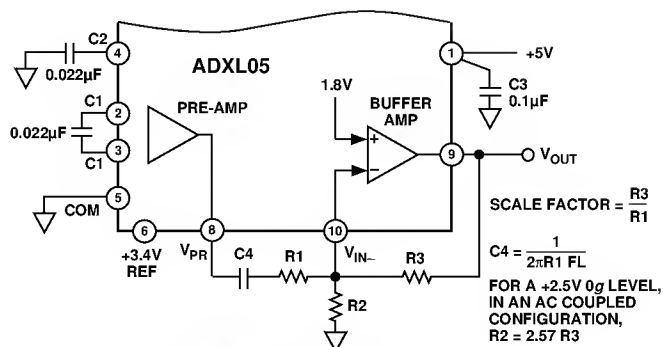 C2
4
0.022µF
ADXL05
1
+5V
C3
0.1µF
C1
2
0.022µF
3
C1
PRE-AMP
1.8V
BUFFER
AMP
+
–
9
VOUT
5
COM
6
+3.4V
REF
8
VPR
10
VIN–
C4
R1
R3
R2
SCALE FACTOR = R3
R1
C4 = 1
2πR1 FL
FOR A +2.5V 0g LEVEL,
IN AN AC COUPLED
CONFIGURATION,
R2 = 2.57 R3